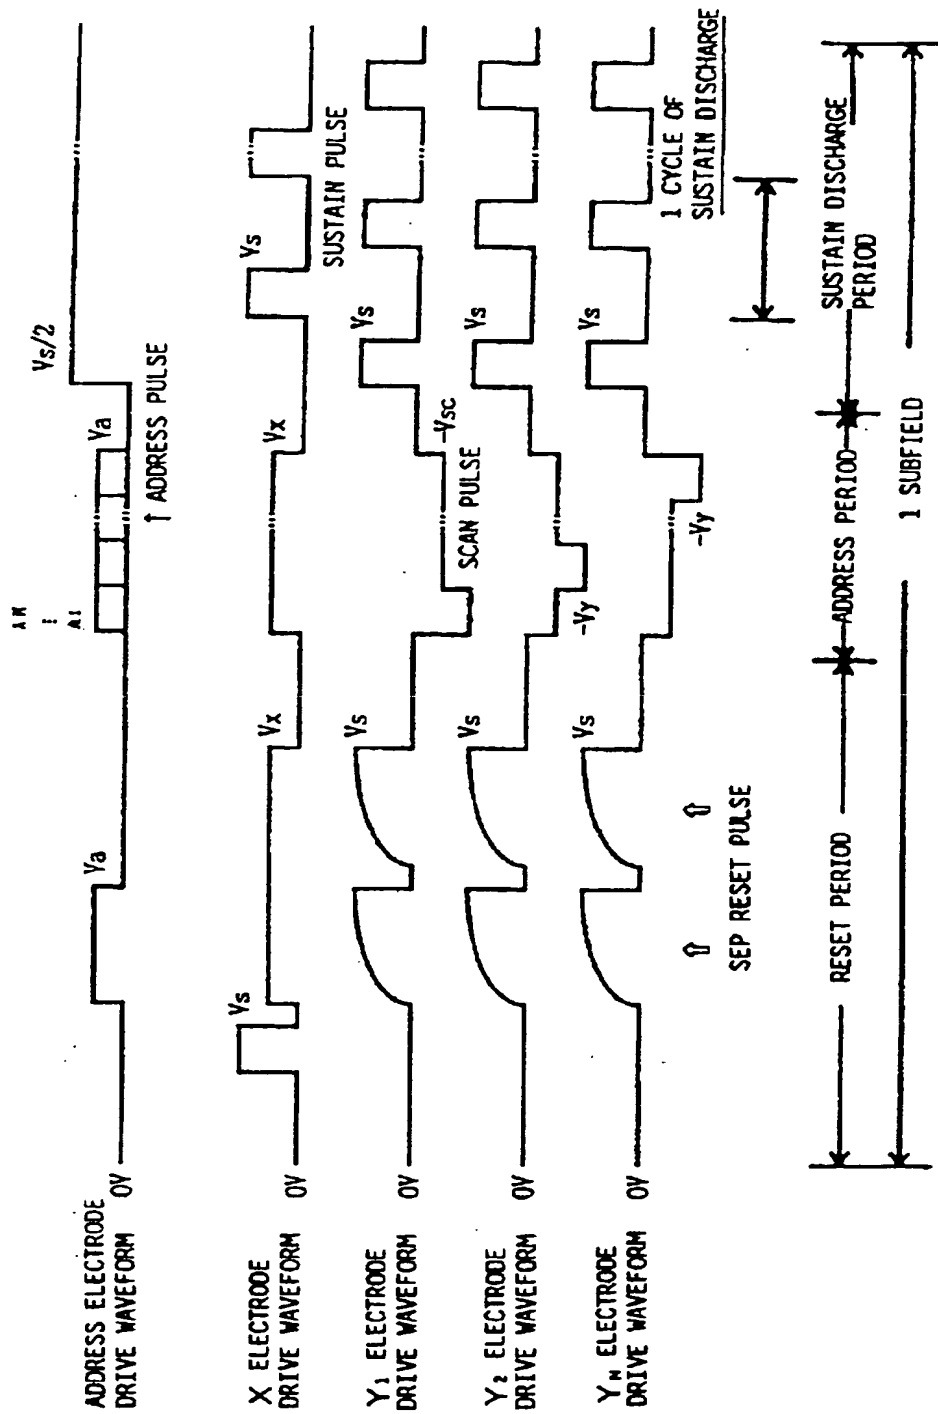 ADDRESS ELECTRODE
DRIVE WAVEFORM
0V
Va
AN
⋮
A1
Va
↑ ADDRESS PULSE
Vs/2
X ELECTRODE
DRIVE WAVEFORM
0V
Vs
Vx
Vx
Vs
SUSTAIN PULSE
Y1 ELECTRODE
DRIVE WAVEFORM
0V
Vs
SCAN PULSE
-Vsc
Vs
Y2 ELECTRODE
DRIVE WAVEFORM
0V
Vs
-Vy
Vs
YN ELECTRODE
DRIVE WAVEFORM
0V
Vs
-Vy
Vs
1 CYCLE OF
SUSTAIN DISCHARGE
SEP RESET PULSE
RESET PERIOD
ADDRESS PERIOD
SUSTAIN DISCHARGE
PERIOD
1 SUBFIELD